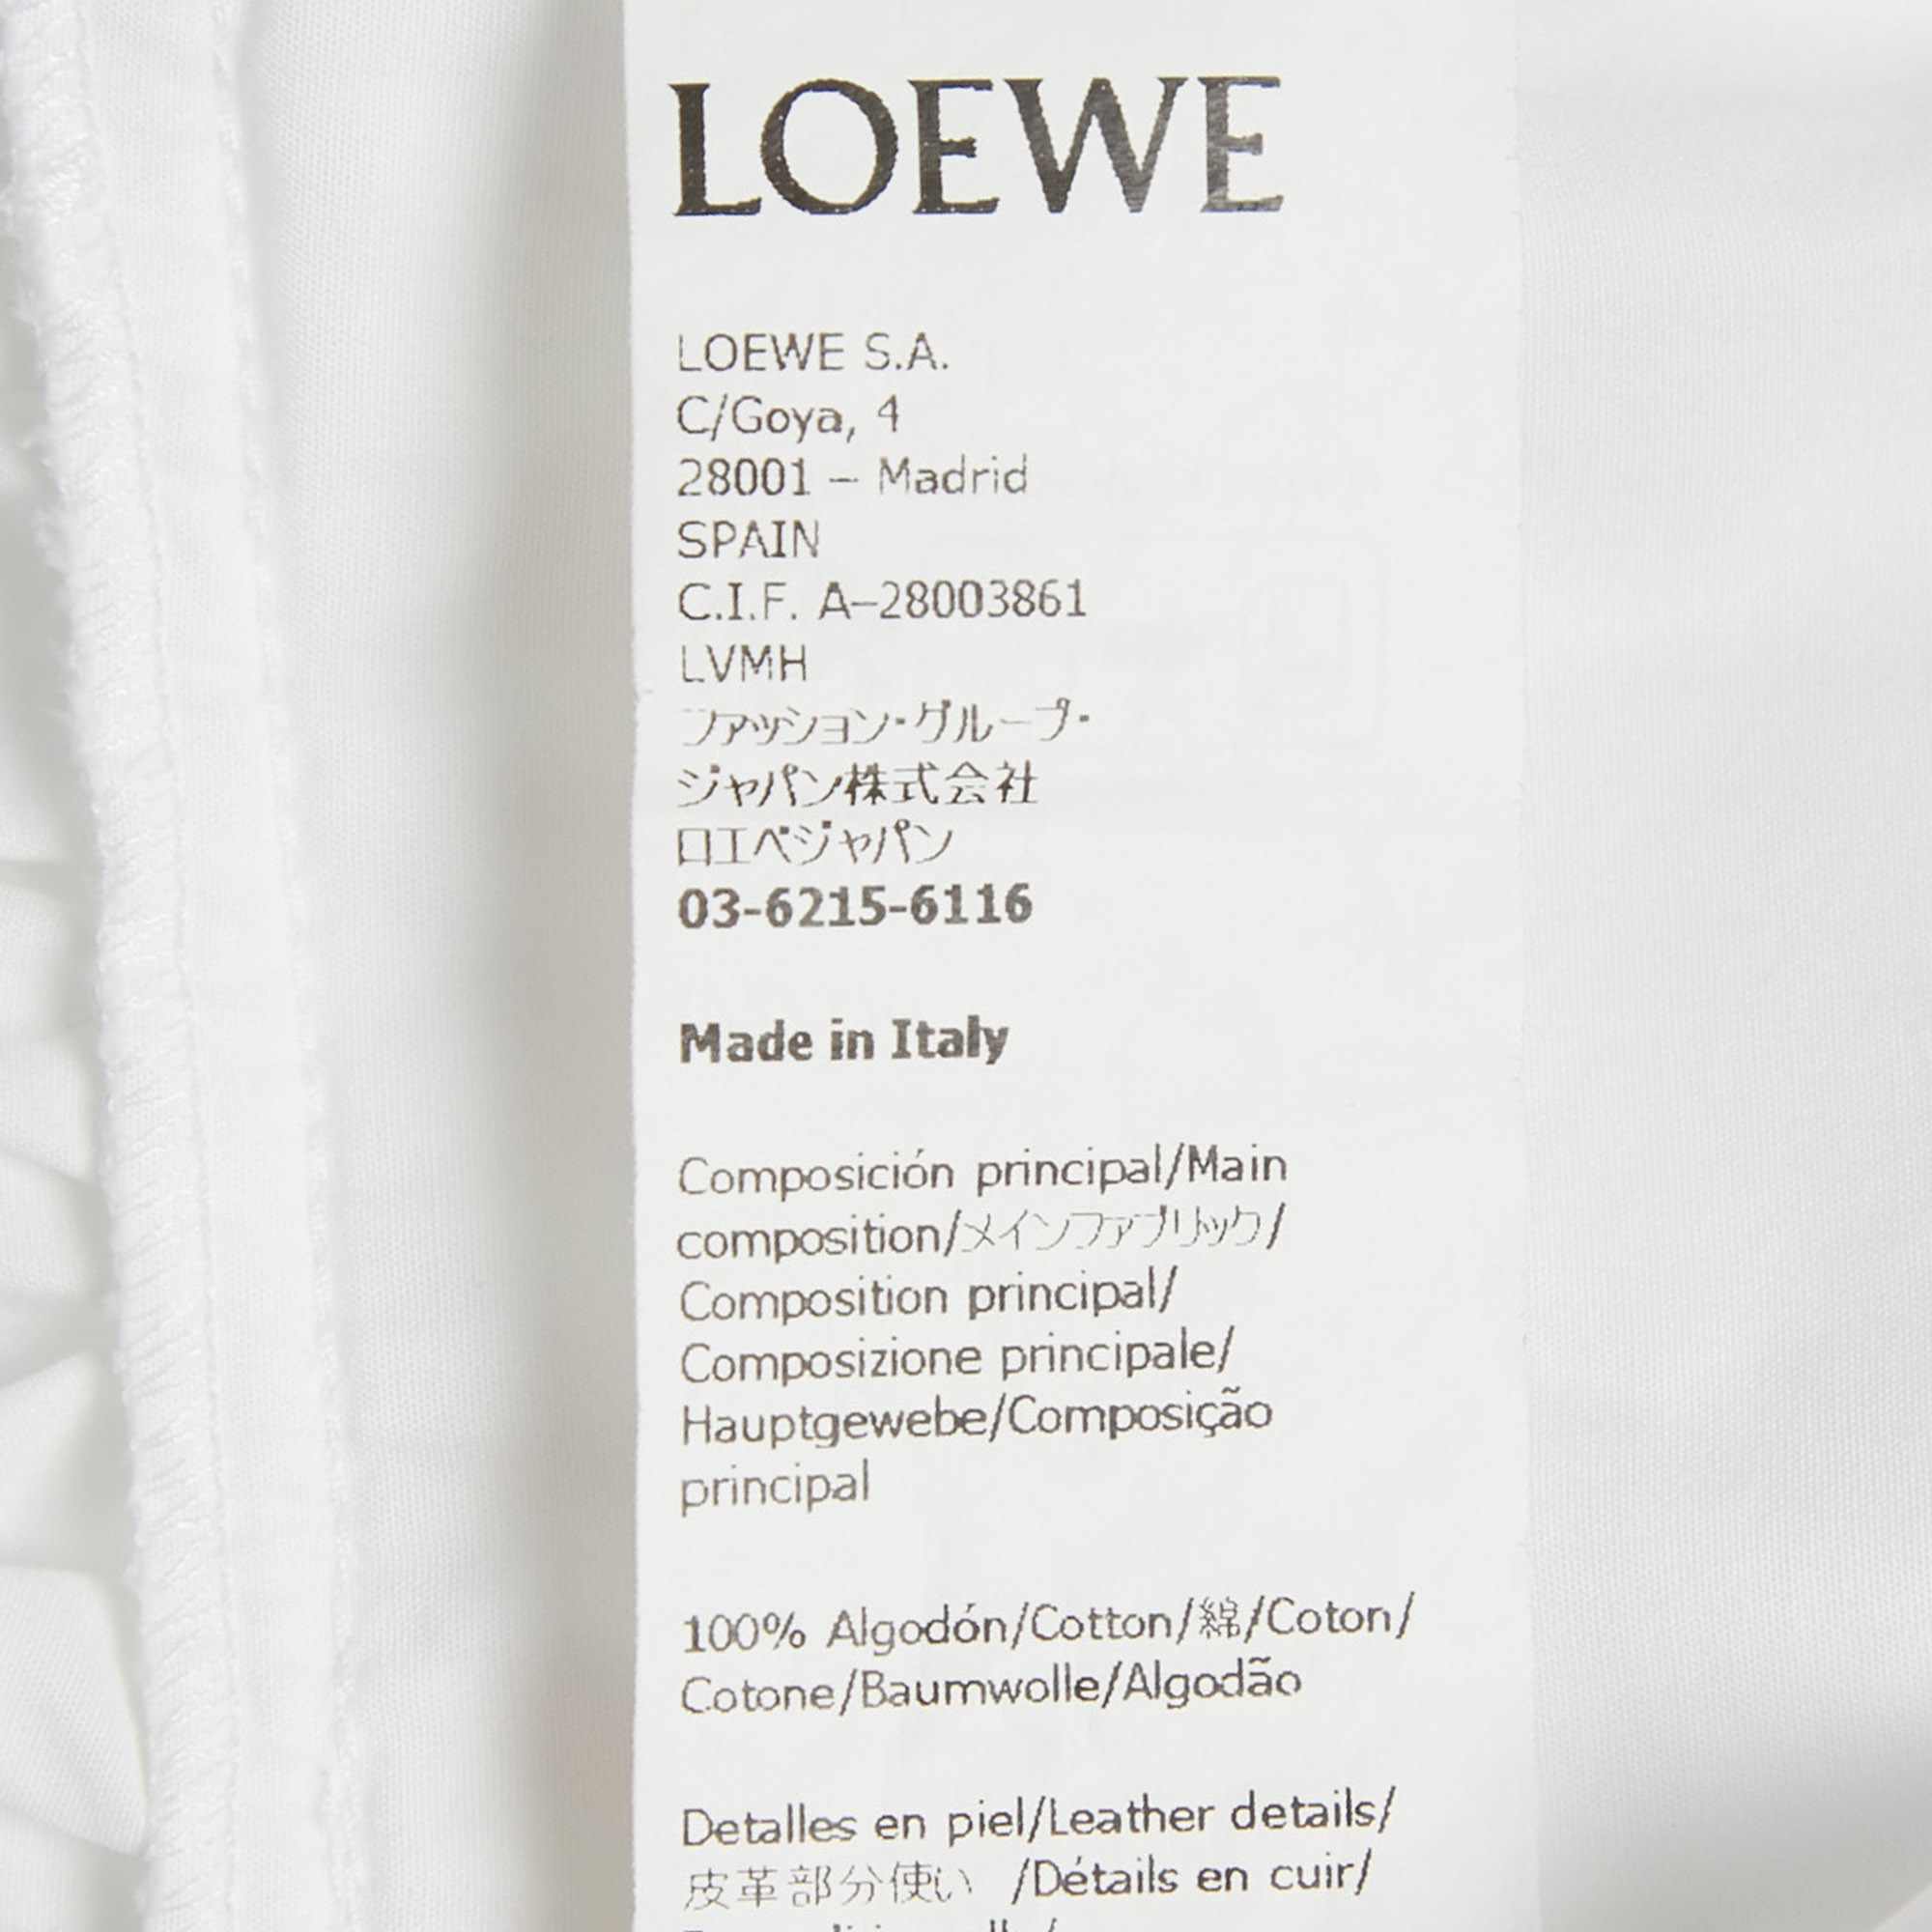 LOEWE
LOEWE S.A.
C/Goya, 4
28001 – Madrid
SPAIN
C.I.F. A–28003861
LVMH
ファッション・グループ・
ジャパン株式会社
ロエベジャパン
03-6215-6116
Made in Italy
Composición principal/Main
composition/メインファブリック/
Composition principal/
Composizione principale/
Hauptgewebe/Composição
principal
100% Algodón/Cotton/綿/Coton/
Cotone/Baumwolle/Algodão
Detalles en piel/Leather details/
皮革部分使い /Détails en cuir/